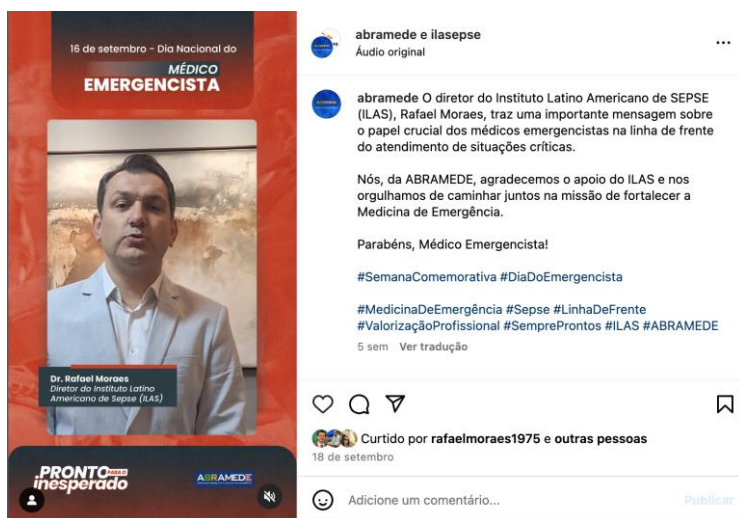 16 de setembro - Dia Nacional do
MÉDICO
EMERGENCISTA
Dr. Rafael Moraes
Diretor do Instituto Latino
Americano de Sepse (ILAS)
PRONTO PARA O
inesperado
ABRAMEDE
abramede e ilasepse
Áudio original
abramede O diretor do Instituto Latino Americano de SEPSE
(ILAS), Rafael Moraes, traz uma importante mensagem sobre
o papel crucial dos médicos emergencistas na linha de frente
do atendimento de situações críticas.
Nós, da ABRAMEDE, agradecemos o apoio do ILAS e nos
orgulhamos de caminhar juntos na missão de fortalecer a
Medicina de Emergência.
Parabéns, Médico Emergencista!
#SemanaComemorativa #DiaDoEmergencista
#MedicinaDeEmergência #Sepse #LinhaDeFrente
#ValorizaçãoProfissional #SempreProntos #ILAS #ABRAMEDE
5 sem Ver tradução
Curtido por rafaelmoraes1975 e outras pessoas
18 de setembro
Adicione um comentário...
Publicar